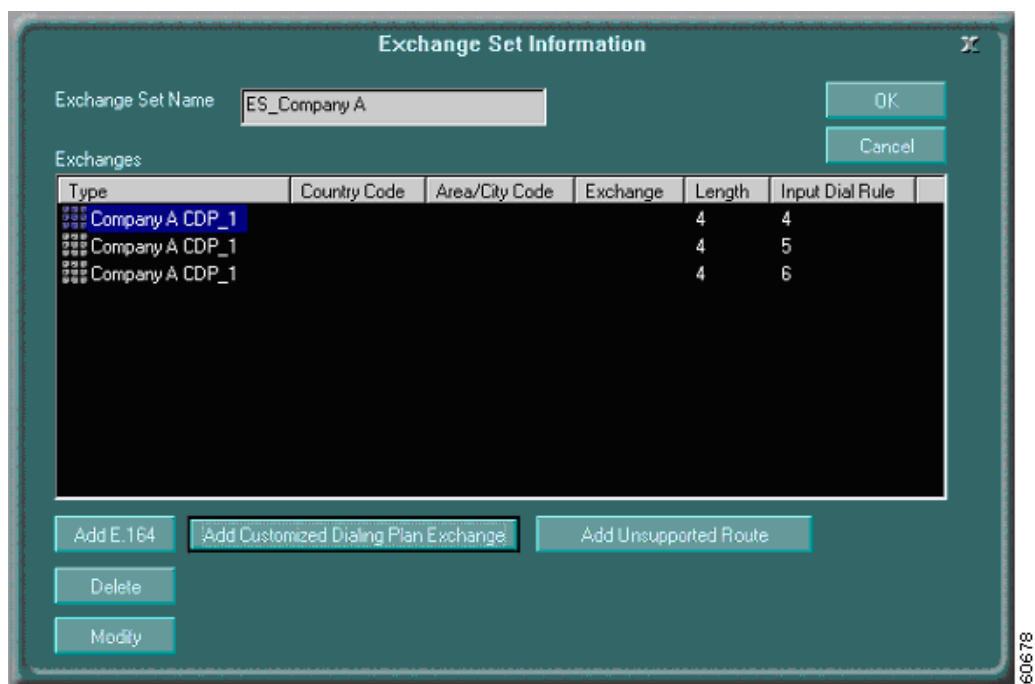 Exchange Set Information
X
Exchange Set Name
ES_Company A
OK
Cancel
Exchanges
Type Country Code Area/City Code Exchange Length Input Dial Rule
Company A CDP_1 4 4
Company A CDP_1 4 5
Company A CDP_1 4 6
Add E.164 Add Customized Dialing Plan Exchange Add Unsupported Route
Delete
Modify
60678